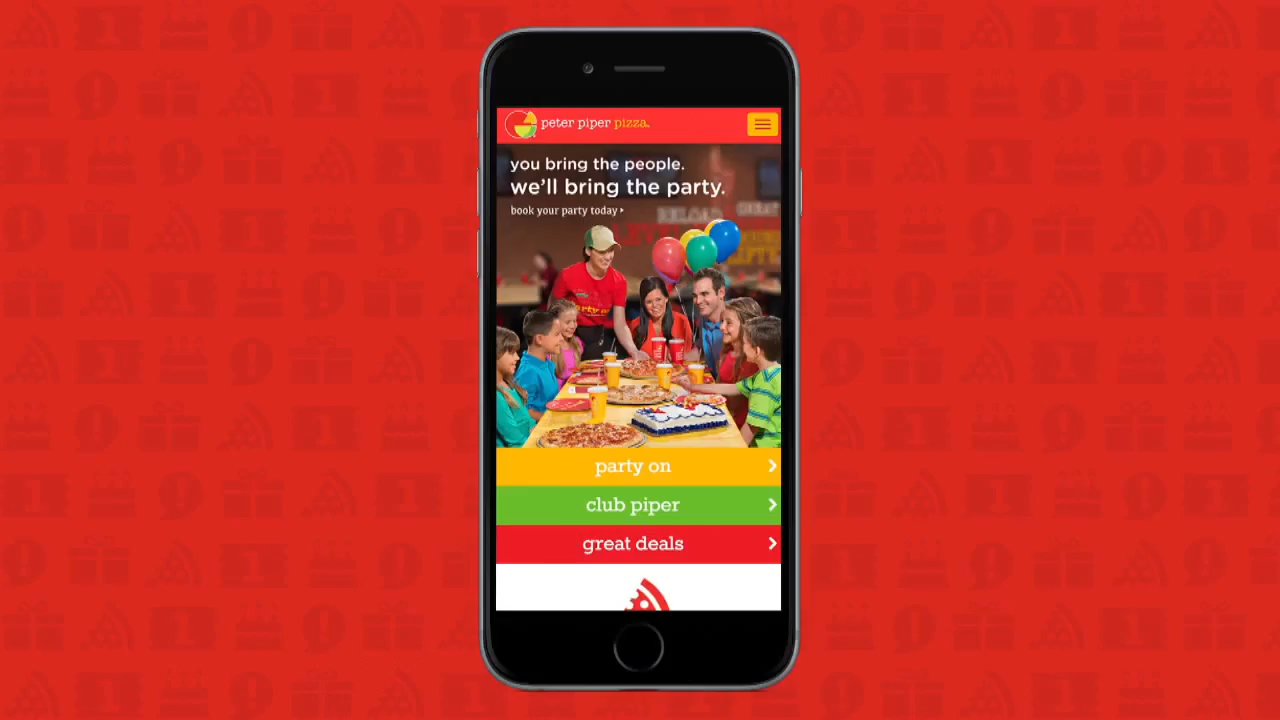 peter piper pizza.
you bring the people.
we'll bring the party.
book your party today
party on
club piper
great deals